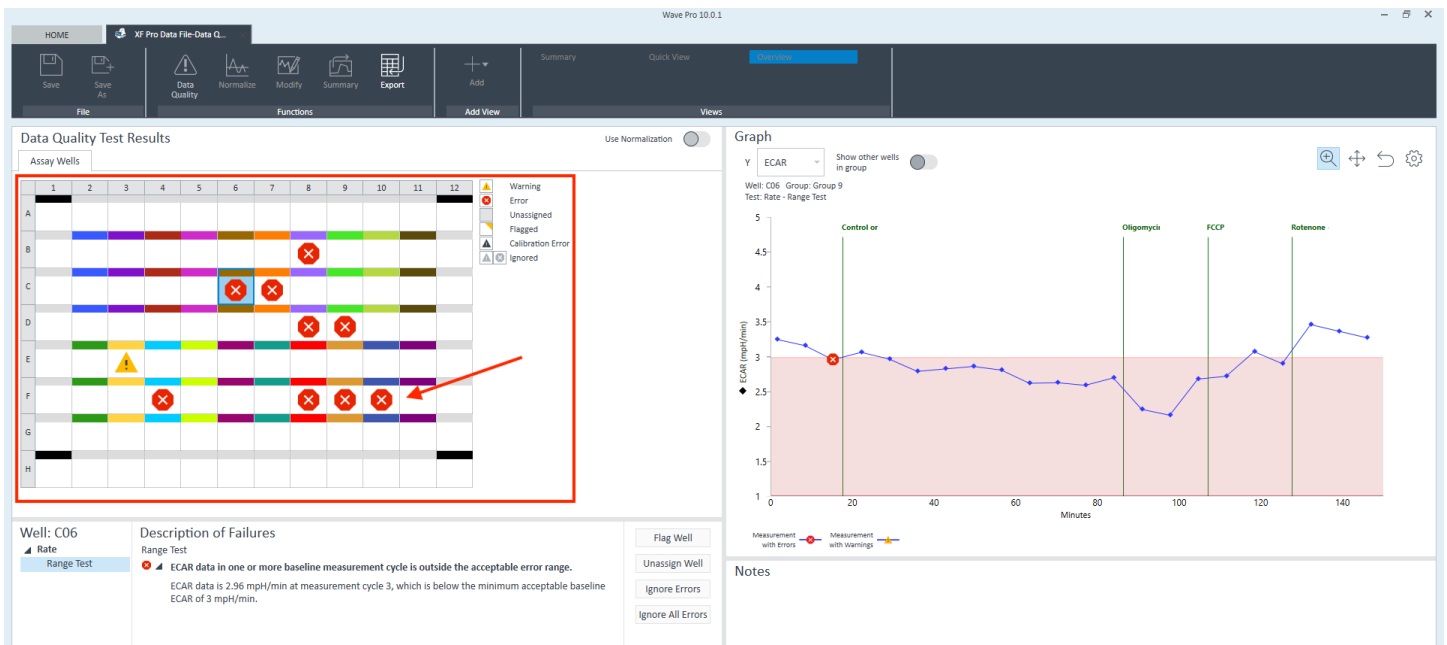 Wave Pro 10.0.1
HOME
XF Pro Data File-Data Q...
Save
Save As
Data Quality
Normalize
Modify
Summary
Export
Add
Summary
Quick View
Overview
File
Functions
Add View
Views
Data Quality Test Results
Use Normalization
Assay Wells
1 2 3 4 5 6 7 8 9 10 11 12
A
B
C
D
E
F
G
H
Warning
Error
Unassigned
Flagged
Calibration Error
Ignored
Graph
Y ECAR
Show other wells
in group
Well: C06 Group: Group 9
Test: Rate - Range Test
Control or
Oligomycin
FCCP
Rotenone
5
4.5
4
3.5
3
2.5
2
1.5
1
ECAR (mpH/min)
0 20 40 60 80 100 120 140
Minutes
Measurement
with Errors
Measurement
with Warnings
Well: C06
Rate
Range Test
Description of Failures
Range Test
ECAR data in one or more baseline measurement cycle is outside the acceptable error range.
ECAR data is 2.96 mpH/min at measurement cycle 3, which is below the minimum acceptable baseline
ECAR of 3 mpH/min.
Flag Well
Unassign Well
Ignore Errors
Ignore All Errors
Notes